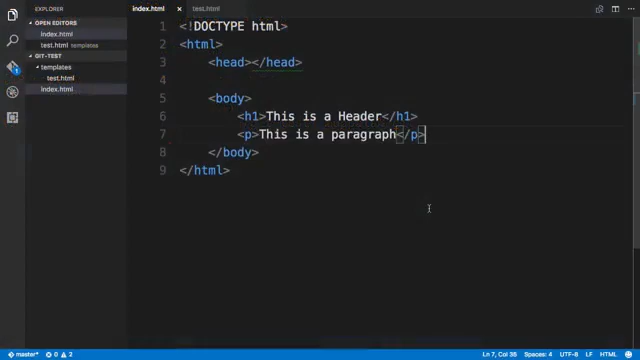 EXPLORER
OPEN EDITORS
index.html
test.html templates
GIT-TEST
templates
test.html
index.html
index.html ×
test.html
1 <!DOCTYPE html>
2 <html>
3 <head></head>
4
5 <body>
6 <h1>This is a Header</h1>
7 <p>This is a paragraph</p>
8 </body>
9 </html>
1
master* 0 2
Ln 7, Col 35 Spaces: 4 UTF-8 LF HTML